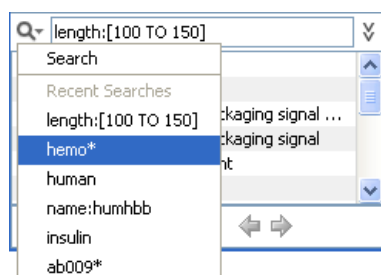 length:[100 TO 150]
Search
Recent Searches
length:[100 TO 150]
ckaging signal ...
hemo*
ckaging signal
human
nt
name:humhbb
insulin
ab009*